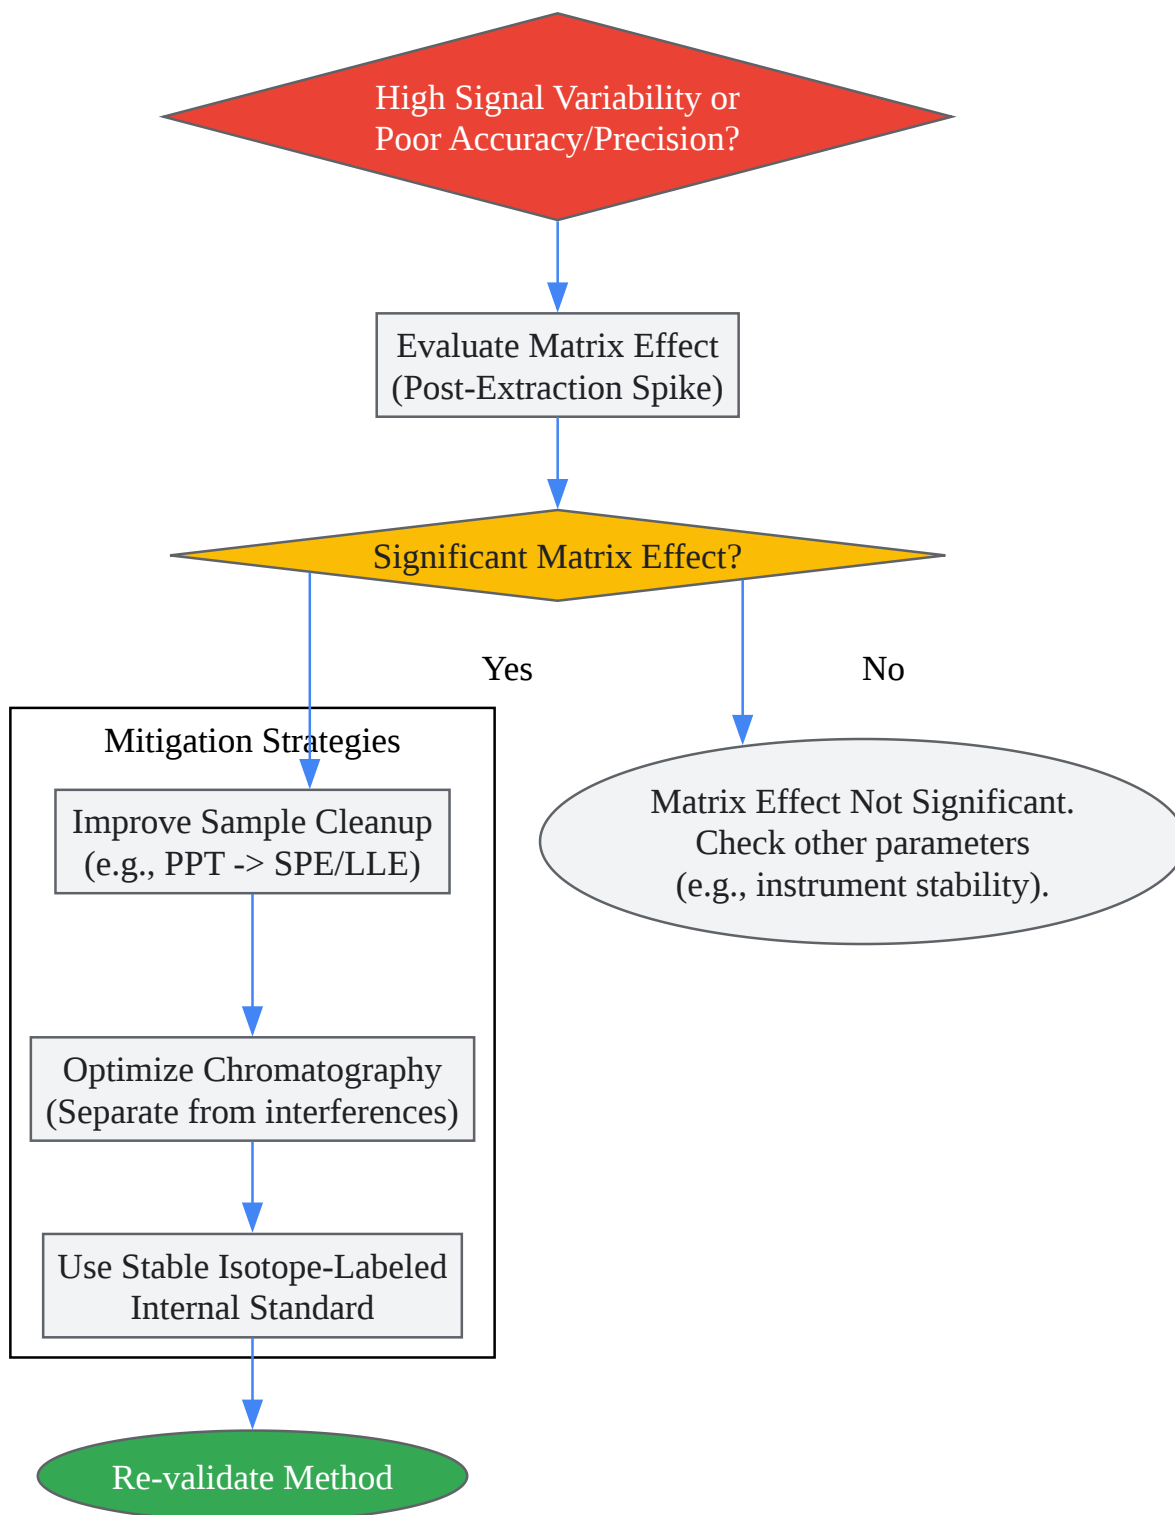 High Signal Variability or
Poor Accuracy/Precision?
Evaluate Matrix Effect
(Post-Extraction Spike)
Significant Matrix Effect?
Yes
No
Mitigation Strategies
Improve Sample Cleanup
(e.g., PPT -> SPE/LLE)
Matrix Effect Not Significant.
Check other parameters
(e.g., instrument stability).
Optimize Chromatography
(Separate from interferences)
Use Stable Isotope-Labeled
Internal Standard
Re-validate Method